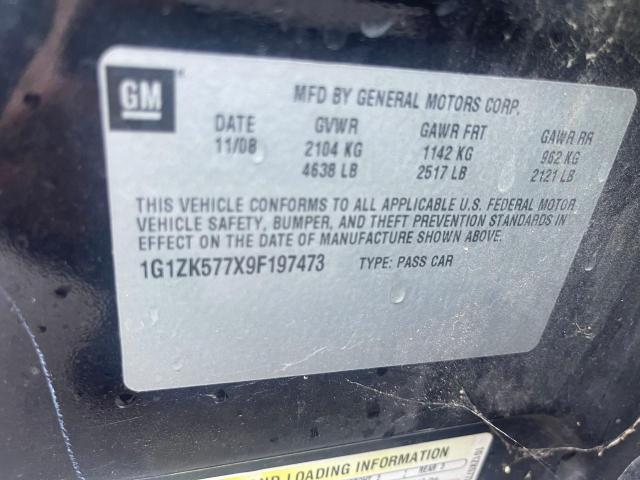 GM
MFD BY GENERAL MOTORS CORP.
DATE GVWR GAWR FRT GAWR RR
11/08 2104 KG 1142 KG 962 KG
4638 LB 2517 LB 2121 LB
THIS VEHICLE CONFORMS TO ALL APPLICABLE U.S. FEDERAL MOTOR
VEHICLE SAFETY, BUMPER, AND THEFT PREVENTION STANDARDS IN
EFFECT ON THE DATE OF MANUFACTURE SHOWN ABOVE.
1G1ZK577X9F197473 TYPE: PASS CAR
AND LOADING INFORMATION